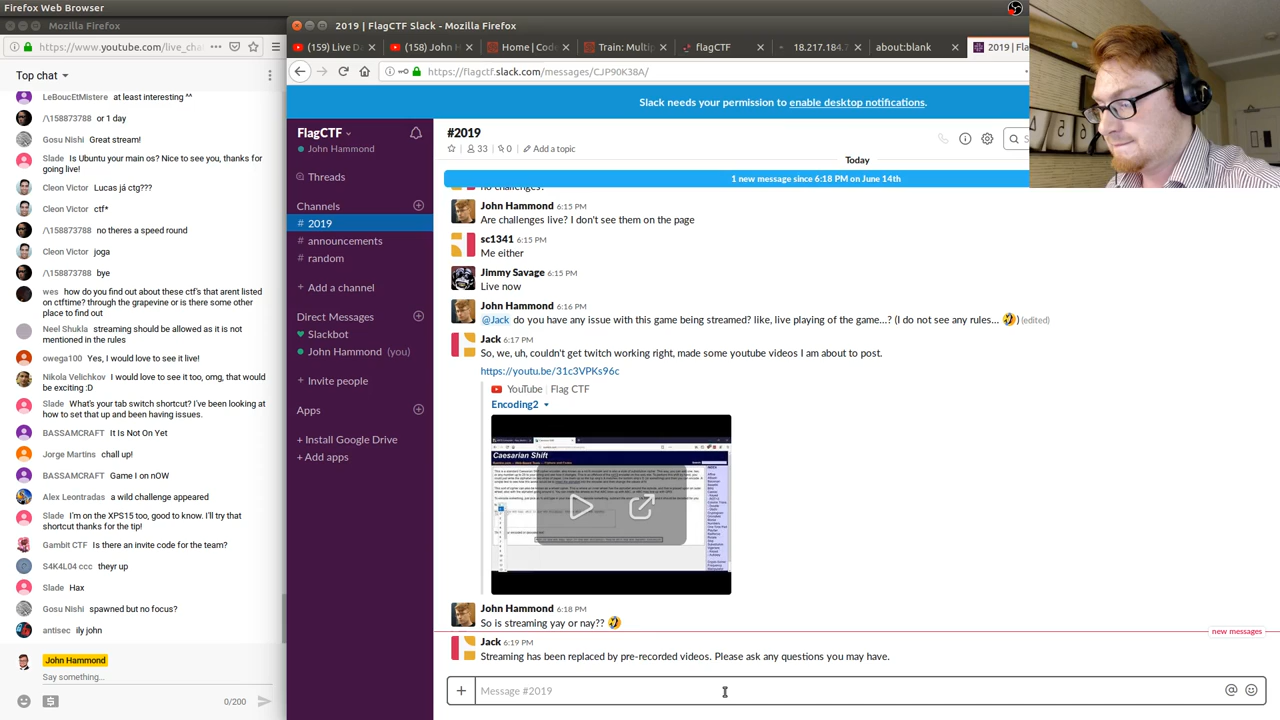 Firefox Web Browser
Mozilla Firefox
https://www.youtube.com/live_cha
Top chat
LeBoucEtMistere at least interesting ^^
/\158873788 or 1 day
Gosu Nishi Great stream!
Slade Is Ubuntu your main os? Nice to see you, thanks for
going live!
Cleon Victor Lucas já ctg???
Cleon Victor ctf*
/\158873788 no theres a speed round
Cleon Victor joga
/\158873788 bye
wes how do you find out about these ctf's that arent listed
on ctftime? through the grapevine or is there some other
place to find out
Neel Shukla streaming should be allowed as it is not
mentioned in the rules
owega100 Yes, I would love to see it live!
Nikola Velichkov I would love to see it too, omg, that would
be exciting :D
Slade What's your tab switch shortcut? I've been looking at
how to set that up and been having issues.
BASSAMCRAFT It Is Not On Yet
Jorge Martins chall up!
BASSAMCRAFT Game I on nOW
Alex Leontradas a wild challenge appeared
Slade I'm on the XPS15 too, good to know. I'll try that
shortcut thanks for the tip!
Gambit CTF Is there an invite code for the team?
S4K4L04 ccc theyr up
Slade Hax
Gosu Nishi spawned but no focus?
antisec ily john
John Hammond
Say something...
0/200
2019 | FlagCTF Slack - Mozilla Firefox
(159) Live Da
(158) John H
Home | Code
Train: Multip
flagCTF
18.217.184.7
about:blank
2019 | Fla
https://flagctf.slack.com/messages/CJP90K38A/
Slack needs your permission to enable desktop notifications.
FlagCTF
John Hammond
Threads
Channels
# 2019
# announcements
# random
+ Add a channel
Direct Messages
Slackbot
John Hammond (you)
+ Invite people
Apps
+ Install Google Drive
+ Add apps
#2019
33
0
Add a topic
Today
1 new message since 6:18 PM on June 14th
no challenges?
John Hammond 6:15 PM
Are challenges live? I don't see them on the page
sc1341 6:15 PM
Me either
Jimmy Savage 6:15 PM
Live now
John Hammond 6:16 PM
@Jack do you have any issue with this game being streamed? like, live playing of the game...? (I do not see any rules... 🤣) (edited)
Jack 6:17 PM
So, we, uh, couldn't get twitch working right, made some youtube videos I am about to post.
https://youtu.be/31c3VPKs96c
YouTube | Flag CTF
Encoding2
Caesarian Shift
John Hammond 6:18 PM
So is streaming yay or nay?? 🤣
new messages
Jack 6:19 PM
Streaming has been replaced by pre-recorded videos. Please ask any questions you may have.
Message #2019